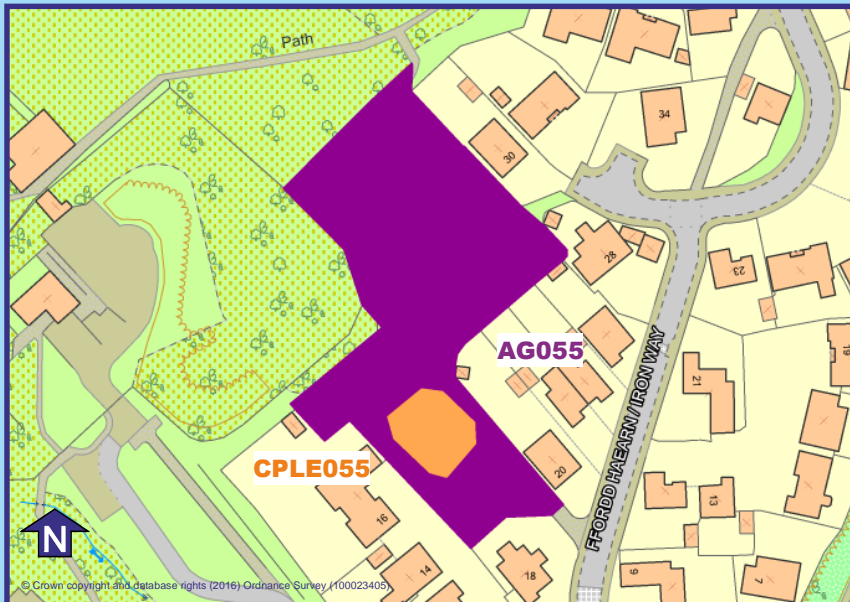 Path
34
30
28
23
19
AG055
FFORDD HAEARN / IRON WAY
21
CPLE055
20
16
13
N
14
18
9
7
© Crown copyright and database rights (2016) Ordnance Survey (100023405)